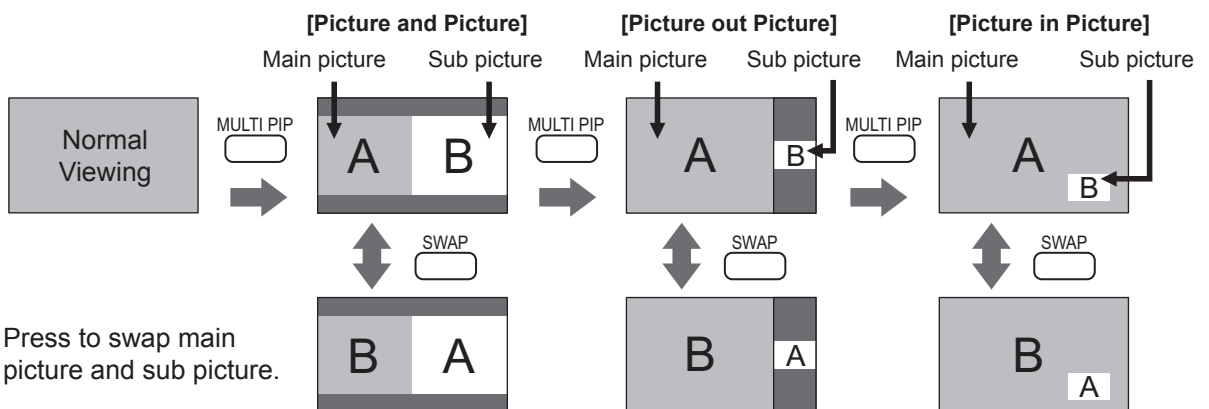 [Picture and Picture] [Picture out Picture] [Picture in Picture]
Main picture Sub picture Main picture Sub picture Main picture Sub picture
Normal
Viewing
MULTI PIP
A B
MULTI PIP
A B
MULTI PIP
A B
SWAP SWAP SWAP
Press to swap main
picture and sub picture.
B A
B A
B A